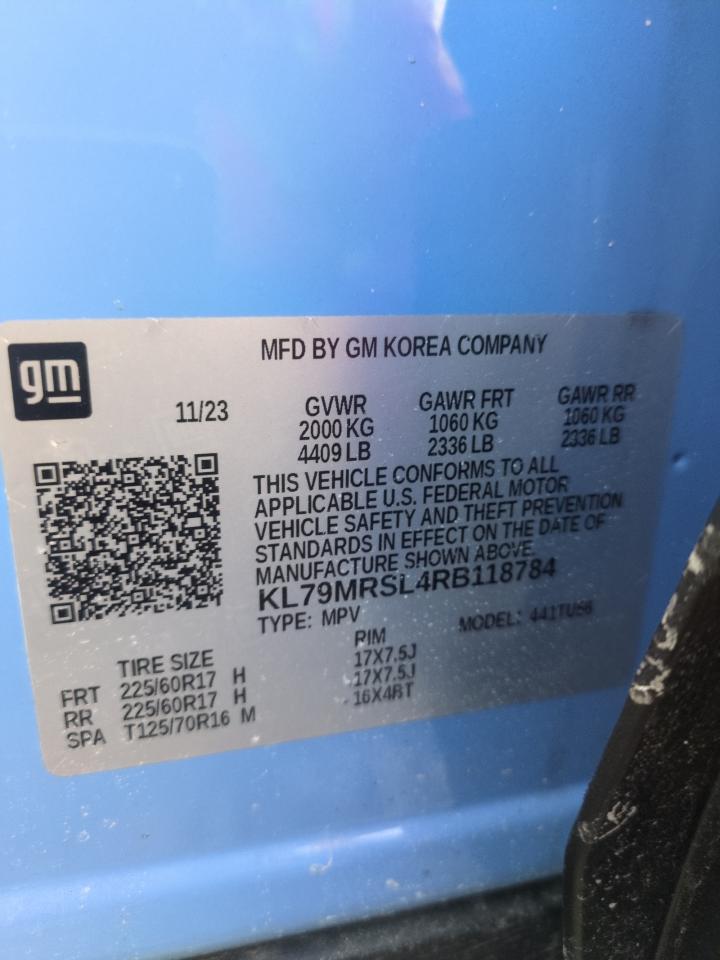 gm
MFD BY GM KOREA COMPANY
11/23
GVWR GAWR FRT GAWR RR
2000 KG 1060 KG 1060 KG
4409 LB 2336 LB 2336 LB
THIS VEHICLE CONFORMS TO ALL
APPLICABLE U.S. FEDERAL MOTOR
VEHICLE SAFETY AND THEFT PREVENTION
STANDARDS IN EFFECT ON THE DATE OF
MANUFACTURE SHOWN ABOVE.
KL79MRSL4RB118784
TYPE: MPV MODEL:
TIRE SIZE RIM
FRT 225/60R17 H 17X7.5J
RR 225/60R17 H 17X7.5J
SPA T125/70R16 M 16X4BT